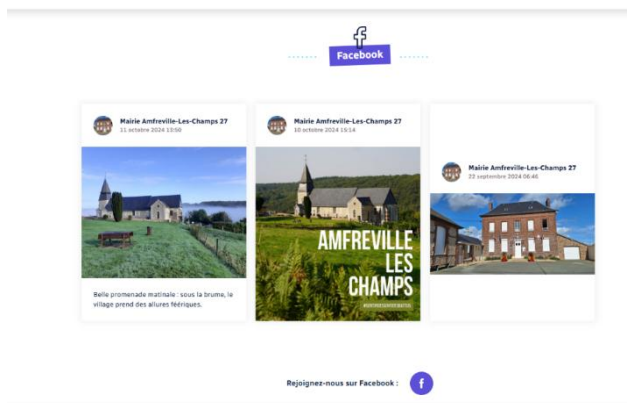 Facebook
Mairie Amfreville-Les-Champs 27
11 octobre 2024 13:50
Belle promenade matinale : sous la brume, le
village prend des allures féériques.
Mairie Amfreville-Les-Champs 27
10 octobre 2024 15:14
AMFREVILLE
LES
CHAMPS
Mairie Amfreville-Les-Champs 27
22 septembre 2024 06:46
Rejoignez-nous sur Facebook :